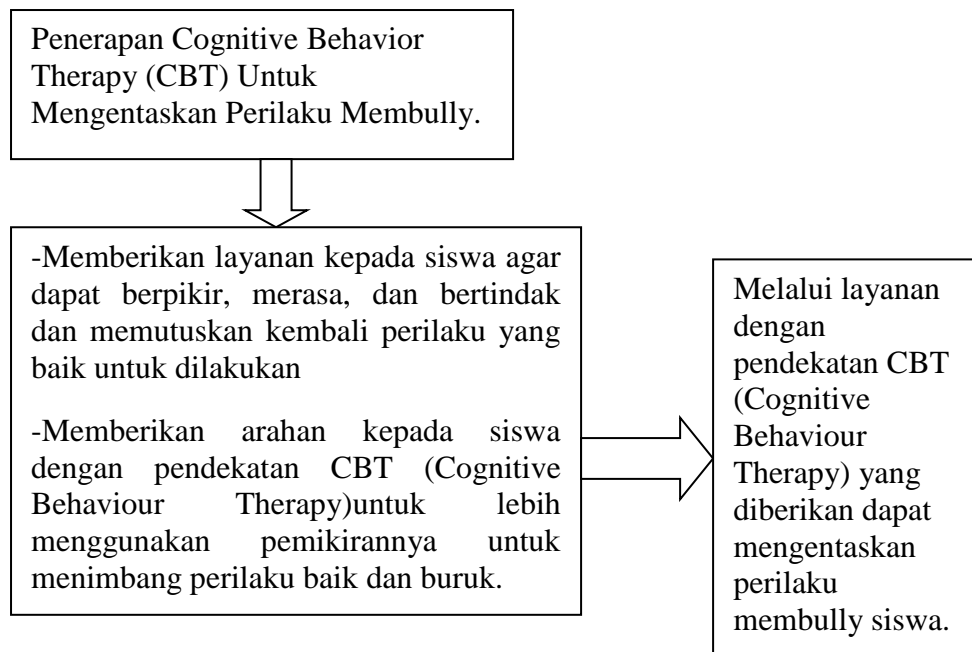 Penerapan Cognitive Behavior
Therapy (CBT) Untuk
Mengentaskan Perilaku Membully.
-Memberikan layanan kepada siswa agar
dapat berpikir, merasa, dan bertindak
dan memutuskan kembali perilaku yang
baik untuk dilakukan
-Memberikan arahan kepada siswa
dengan pendekatan CBT (Cognitive
Behaviour Therapy)untuk lebih
menggunakan pemikirannya untuk
menimbang perilaku baik dan buruk.
Melalui layanan
dengan
pendekatan CBT
(Cognitive
Behaviour
Therapy) yang
diberikan dapat
mengentaskan
perilaku
membully siswa.